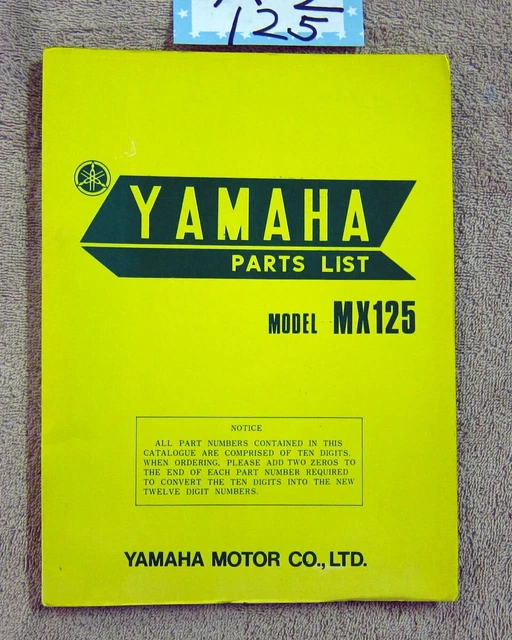 125
YAMAHA
PARTS LIST
MODEL MX125
NOTICE
ALL PART NUMBERS CONTAINED IN THIS
CATALOGUE ARE COMPRISED OF TEN DIGITS.
WHEN ORDERING, PLEASE ADD TWO ZEROS TO
THE END OF EACH PART NUMBER REQUIRED
TO CONVERT THE TEN DIGITS INTO THE NEW
TWELVE DIGIT NUMBERS.
YAMAHA MOTOR CO., LTD.